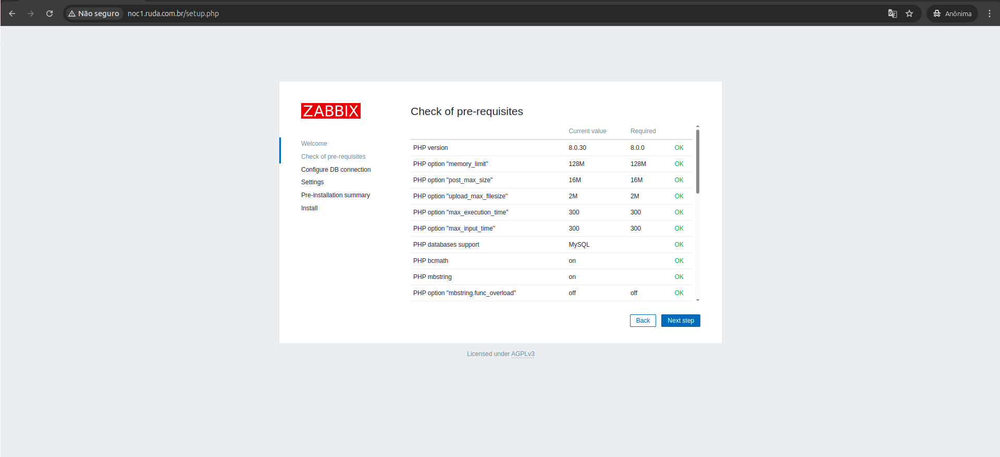 Não seguro noc1.ruda.com.br/setup.php Anônima
ZABBIX
Welcome
Check of pre-requisites
Configure DB connection
Settings
Pre-installation summary
Install
Check of pre-requisites
Current value Required
PHP version 8.0.30 8.0.0 OK
PHP option "memory_limit" 128M 128M OK
PHP option "post_max_size" 16M 16M OK
PHP option "upload_max_filesize" 2M 2M OK
PHP option "max_execution_time" 300 300 OK
PHP option "max_input_time" 300 300 OK
PHP databases support MySQL OK
PHP bcmath on OK
PHP mbstring on OK
PHP option "mbstring.func_overload" off off OK
Back Next step
Licensed under AGPLv3